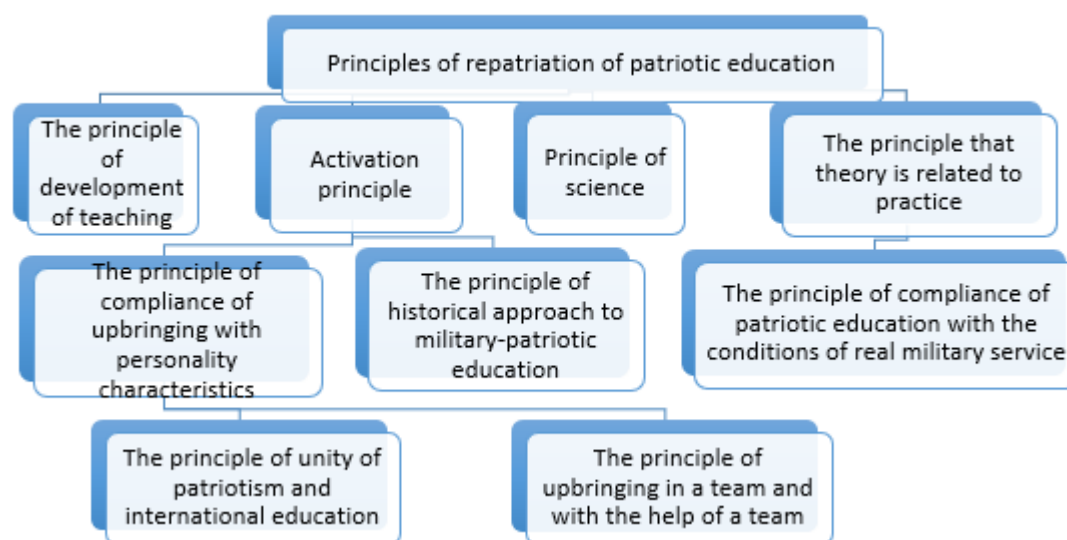 Principles of repatriation of patriotic education
The principle
of
development
of teaching
Activation
principle
Principle of
science
The principle that
theory is related to
practice
The principle of
compliance of
upbringing with
personality
characteristics
The principle of
historical approach to
military-patriotic
education
The principle of compliance of
patriotic education with the
conditions of real military service
The principle of unity of
patriotism and
international education
The principle of
upbringing in a team and
with the help of a team